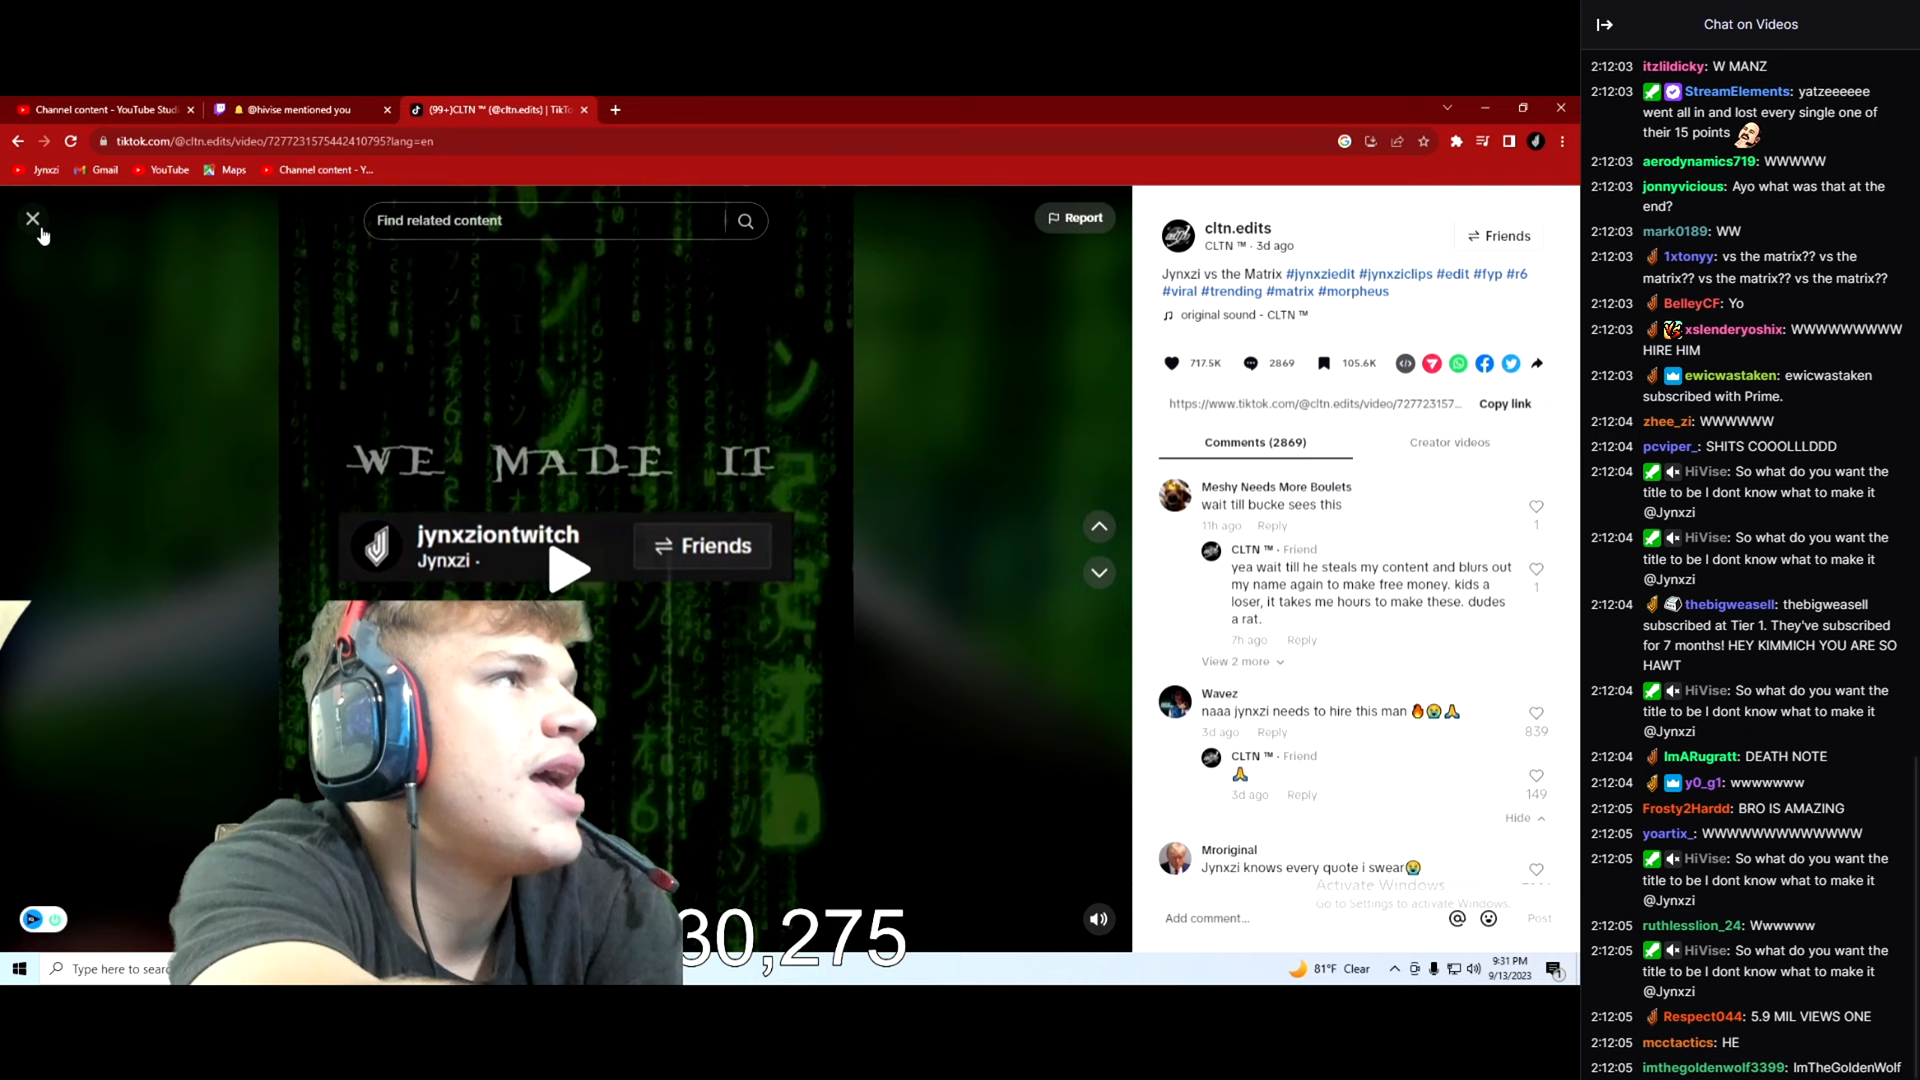 Channel content - YouTube Studi
@hivise mentioned you
(99+)CLTN ™ (@cltn.edits) | TikTo
tiktok.com/@cltn.edits/video/7277231575442410795?lang=en
Jynxzi
Gmail
YouTube
Maps
Channel content - Y...
Find related content
Report
WE MADE IT
jynxziontwitch
Jynxzi ·
Friends
30,275
cltn.edits
CLTN ™ · 3d ago
Friends
Jynxzi vs the Matrix #jynxziedit #jynxziclips #edit #fyp #r6
#viral #trending #matrix #morpheus
original sound - CLTN ™
717.5K
2869
105.6K
https://www.tiktok.com/@cltn.edits/video/727723157...
Copy link
Comments (2869)
Creator videos
Meshy Needs More Boulets
wait till bucke sees this
11h ago Reply
1
CLTN ™ · Friend
yea wait till he steals my content and blurs out
my name again to make free money. kids a
loser, it takes me hours to make these. dudes
a rat.
1
7h ago Reply
View 2 more
Wavez
naaa jynxzi needs to hire this man 🔥😭🙏
3d ago Reply
839
CLTN ™ · Friend
🙏
3d ago Reply
149
Hide
Mroriginal
Jynxzi knows every quote i swear😭
Activate Windows
Go to Settings to activate Windows.
Add comment...
Post
Type here to searc
81°F Clear
9:31 PM
9/13/2023
1
Chat on Videos
2:12:03 itzlildicky: W MANZ
2:12:03 StreamElements: yatzeeeeee
went all in and lost every single one of
their 15 points
2:12:03 aerodynamics719: WWWWW
2:12:03 jonnyvicious: Ayo what was that at the
end?
2:12:03 mark0189: WW
2:12:03 1xtonyy: vs the matrix?? vs the
matrix?? vs the matrix?? vs the matrix??
2:12:03 BelleyCF: Yo
2:12:03 xslenderyoshix: WWWWWWWWW
HIRE HIM
2:12:03 ewicwastaken: ewicwastaken
subscribed with Prime.
2:12:04 zhee_zi: WWWWWW
2:12:04 pcviper_: SHITS COOOLLLDDD
2:12:04 HiVise: So what do you want the
title to be I dont know what to make it
@Jynxzi
2:12:04 HiVise: So what do you want the
title to be I dont know what to make it
@Jynxzi
2:12:04 thebigweasell: thebigweasell
subscribed at Tier 1. They've subscribed
for 7 months! HEY KIMMICH YOU ARE SO
HAWT
2:12:04 HiVise: So what do you want the
title to be I dont know what to make it
@Jynxzi
2:12:04 ImARugratt: DEATH NOTE
2:12:04 y0_g1: wwwwwww
2:12:05 Frosty2Hardd: BRO IS AMAZING
2:12:05 yoartix_: WWWWWWWWWWWWW
2:12:05 HiVise: So what do you want the
title to be I dont know what to make it
@Jynxzi
2:12:05 ruthlesslion_24: Wwwwww
2:12:05 HiVise: So what do you want the
title to be I dont know what to make it
@Jynxzi
2:12:05 Respect044: 5.9 MIL VIEWS ONE
2:12:05 mcctactics: HE
2:12:05 imthegoldenwolf3399: ImTheGoldenWolf